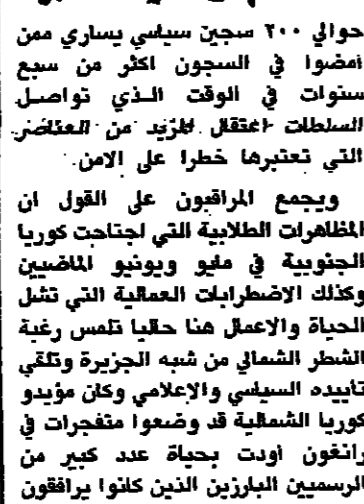 حوالي ٢٠٠ سجين سياسي يساري ممن
أمضوا في السجون اكثر من سبع
سنوات في الوقت الذي تواصل
السلطات اعتقال المزيد من العناصر
التي تعتبرها خطرا على الامن.
ويجمع المراقبون على القول ان
المظاهرات الطلابية التي اجتاحت كوريا
الجنوبية في مايو ويونيو الماضيين
وكذلك الاضطرابات العمالية التي تشل
الحياة والاعمال هنا حاليا تلمس رغبة
الشطر الشمالي من شبه الجزيرة وتلقي
تأييده السياسي والإعلامي وكان مؤيدو
كوريا الشمالية قد وضعوا متفجرات في
رانغون أودت بحياة عدد كبير من
الرسميين البارزين الذين كانوا يرافقون